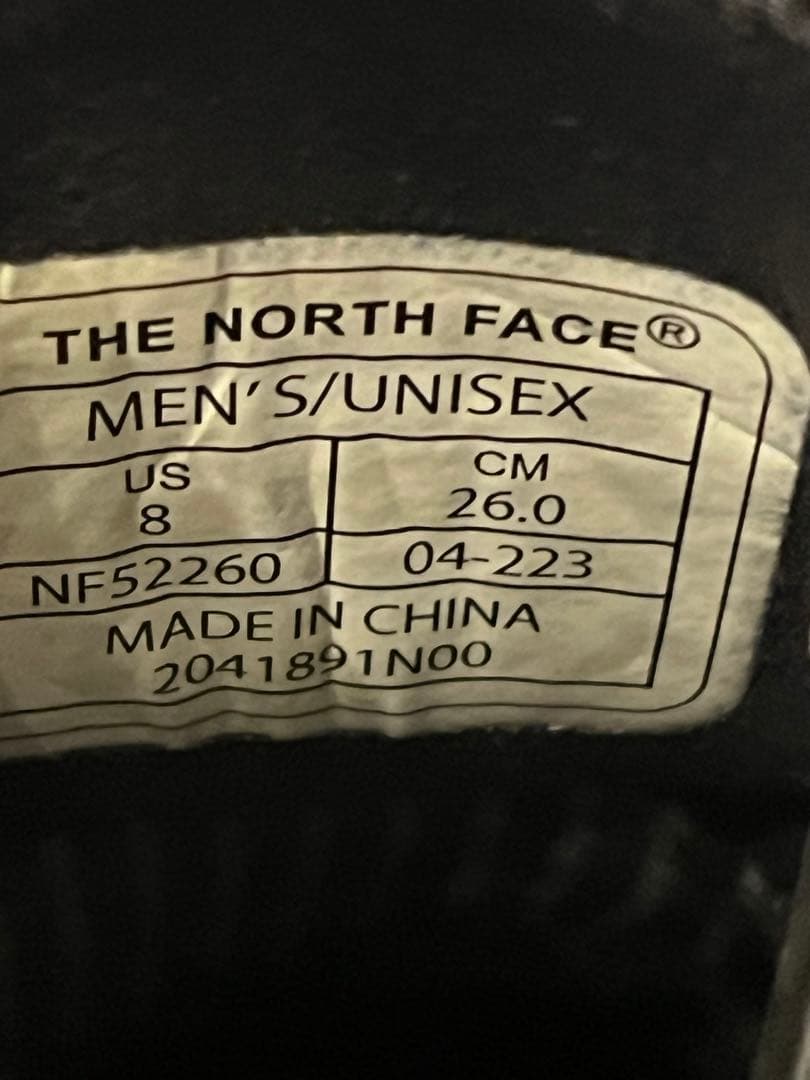 THE NORTH FACE®
MEN'S/UNISEX
US CM
8 26.0
NF52260 04-223
MADE IN CHINA
2041891N00